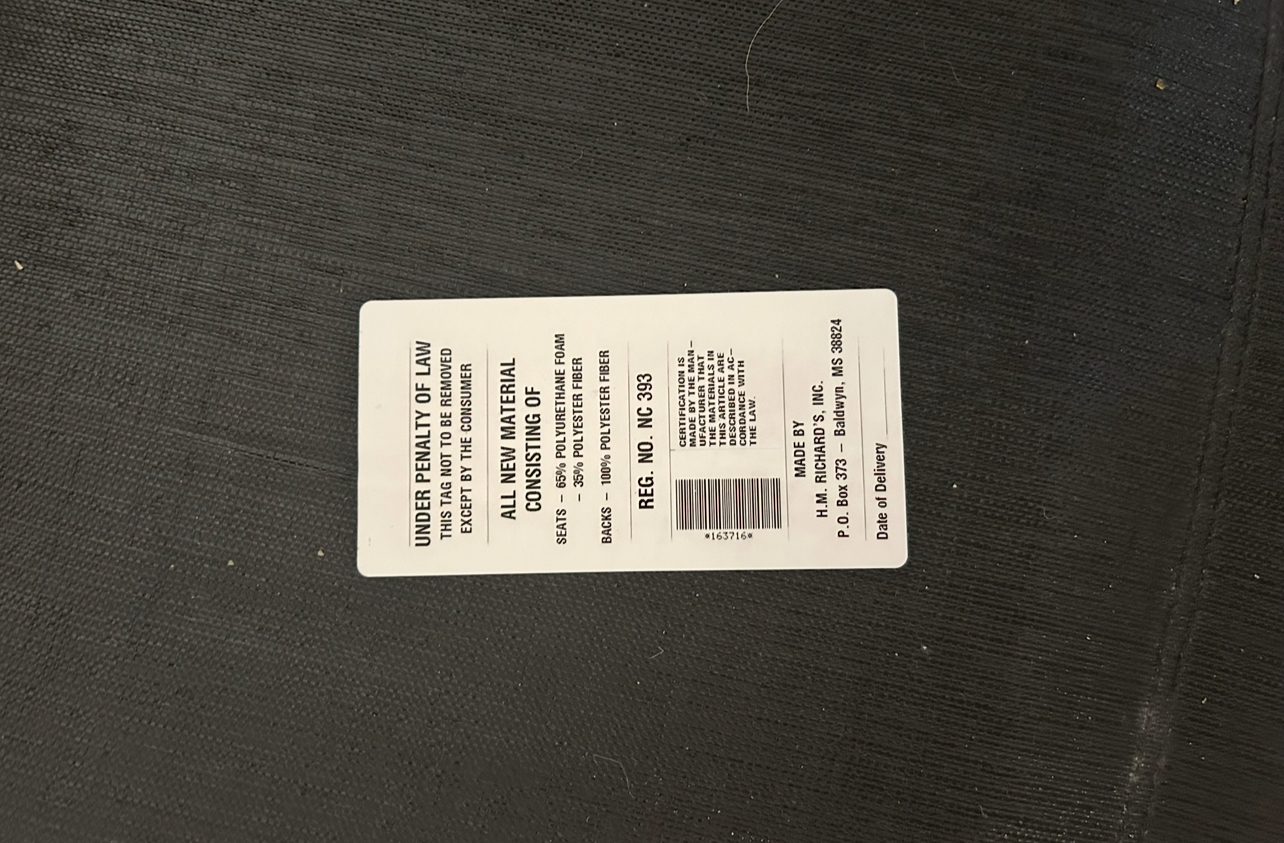 UNDER PENALTY OF LAW
THIS TAG NOT TO BE REMOVED
EXCEPT BY THE CONSUMER
ALL NEW MATERIAL
CONSISTING OF
SEATS – 65% POLYURETHANE FOAM
– 35% POLYESTER FIBER
BACKS – 100% POLYESTER FIBER
REG. NO. NC 393
*163716*
CERTIFICATION IS
MADE BY THE MAN–
UFACTURER THAT
THE MATERIALS IN
THIS ARTICLE ARE
DESCRIBED IN AC–
CORDANCE WITH
THE LAW.
MADE BY
H.M. RICHARD'S, INC.
P.O. Box 373 – Baldwyn, MS 38824
Date of Delivery